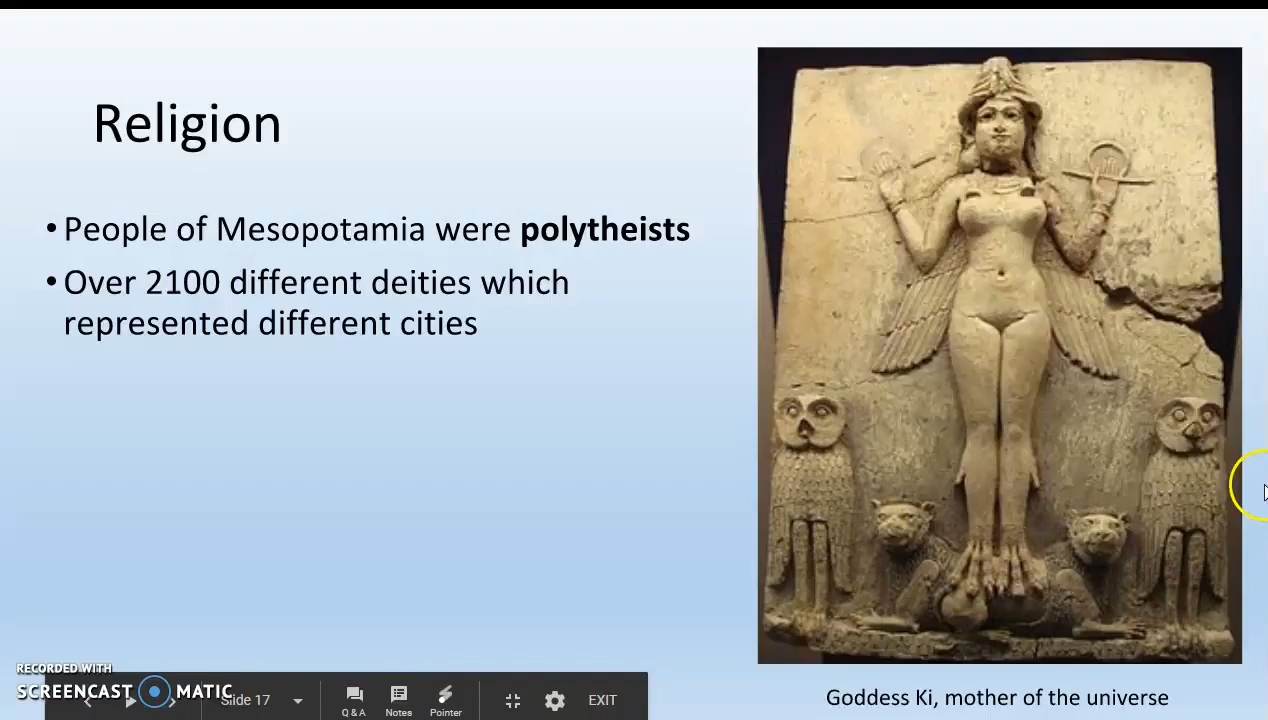 Religion
• People of Mesopotamia were polytheists
• Over 2100 different deities which
represented different cities
Goddess Ki, mother of the universe
RECORDED WITH
SCREENCAST MATIC
Slide 17
Q & A
Notes
Pointer
EXIT